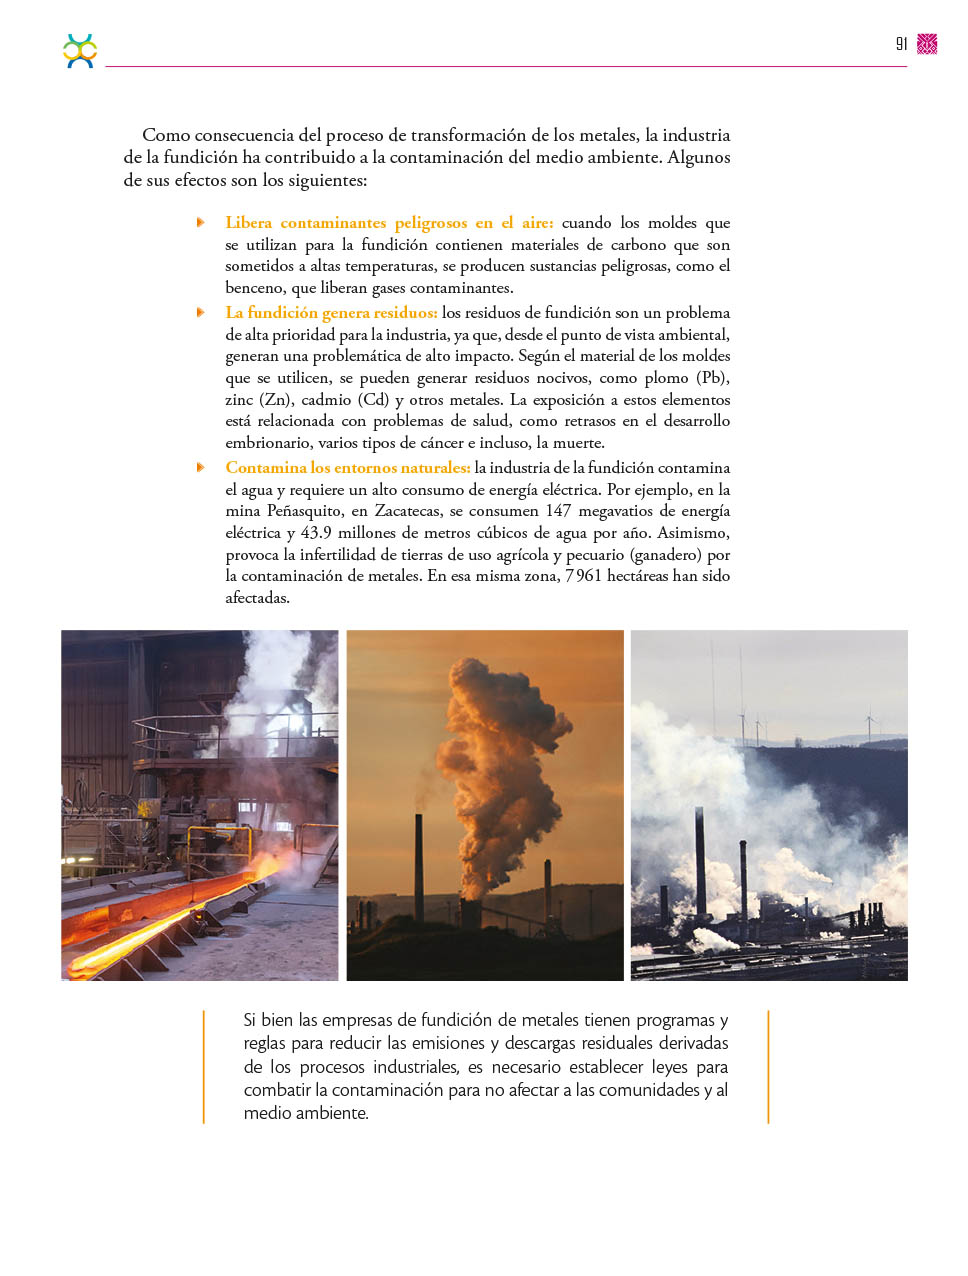 91
Como consecuencia del proceso de transformación de los metales, la industria
de la fundición ha contribuido a la contaminación del medio ambiente. Algunos
de sus efectos son los siguientes:
Libera contaminantes peligrosos en el aire: cuando los moldes que
se utilizan para la fundición contienen materiales de carbono que son
sometidos a altas temperaturas, se producen sustancias peligrosas, como el
benceno, que liberan gases contaminantes.
La fundición genera residuos: los residuos de fundición son un problema
de alta prioridad para la industria, ya que, desde el punto de vista ambiental,
generan una problemática de alto impacto. Según el material de los moldes
que se utilicen, se pueden generar residuos nocivos, como plomo (Pb),
zinc (Zn), cadmio (Cd) y otros metales. La exposición a estos elementos
está relacionada con problemas de salud, como retrasos en el desarrollo
embrionario, varios tipos de cáncer e incluso, la muerte.
Contamina los entornos naturales: la industria de la fundición contamina
el agua y requiere un alto consumo de energía eléctrica. Por ejemplo, en la
mina Peñasquito, en Zacatecas, se consumen 147 megavatios de energía
eléctrica y 43.9 millones de metros cúbicos de agua por año. Asimismo,
provoca la infertilidad de tierras de uso agrícola y pecuario (ganadero) por
la contaminación de metales. En esa misma zona, 7 961 hectáreas han sido
afectadas.
Si bien las empresas de fundición de metales tienen programas y
reglas para reducir las emisiones y descargas residuales derivadas
de los procesos industriales, es necesario establecer leyes para
combatir la contaminación para no afectar a las comunidades y al
medio ambiente.